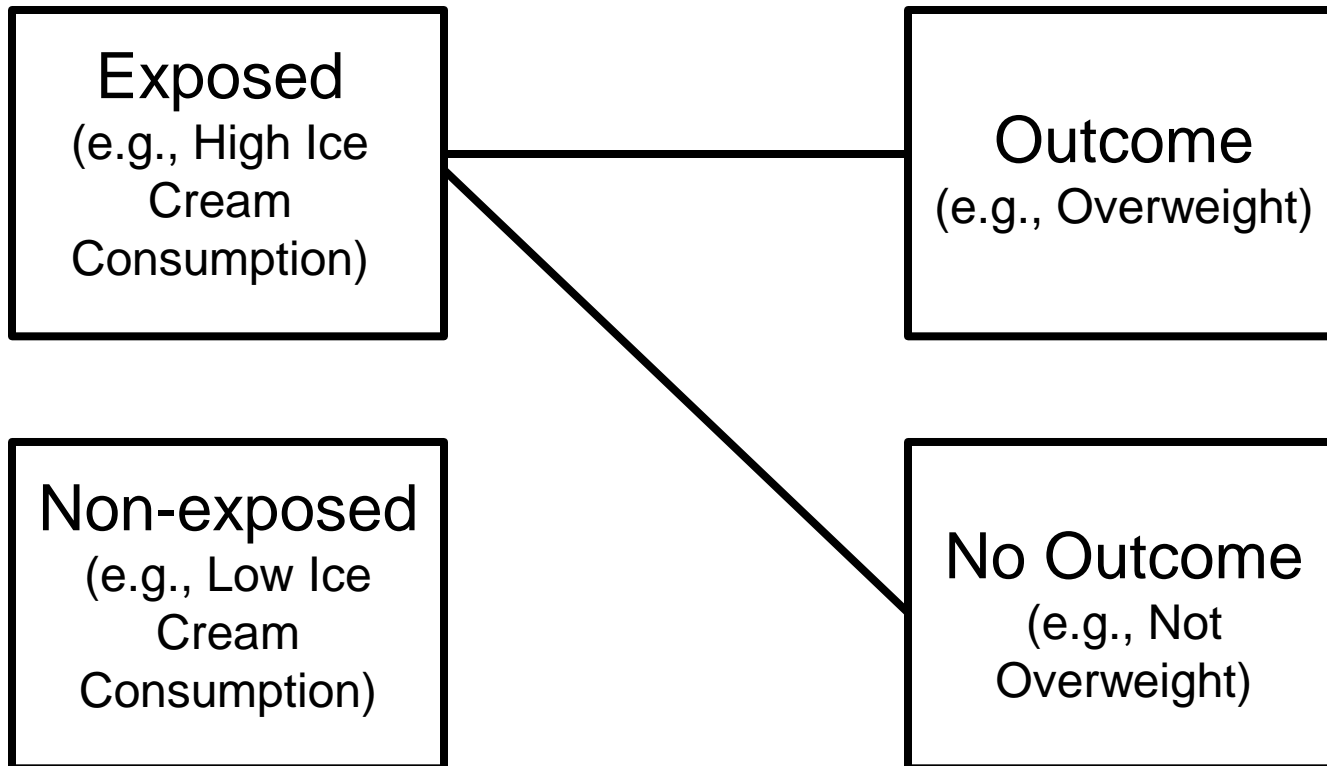 Exposed
(e.g., High Ice
Cream
Consumption)
Outcome
(e.g., Overweight)
Non-exposed
(e.g., Low Ice
Cream
Consumption)
No Outcome
(e.g., Not
Overweight)